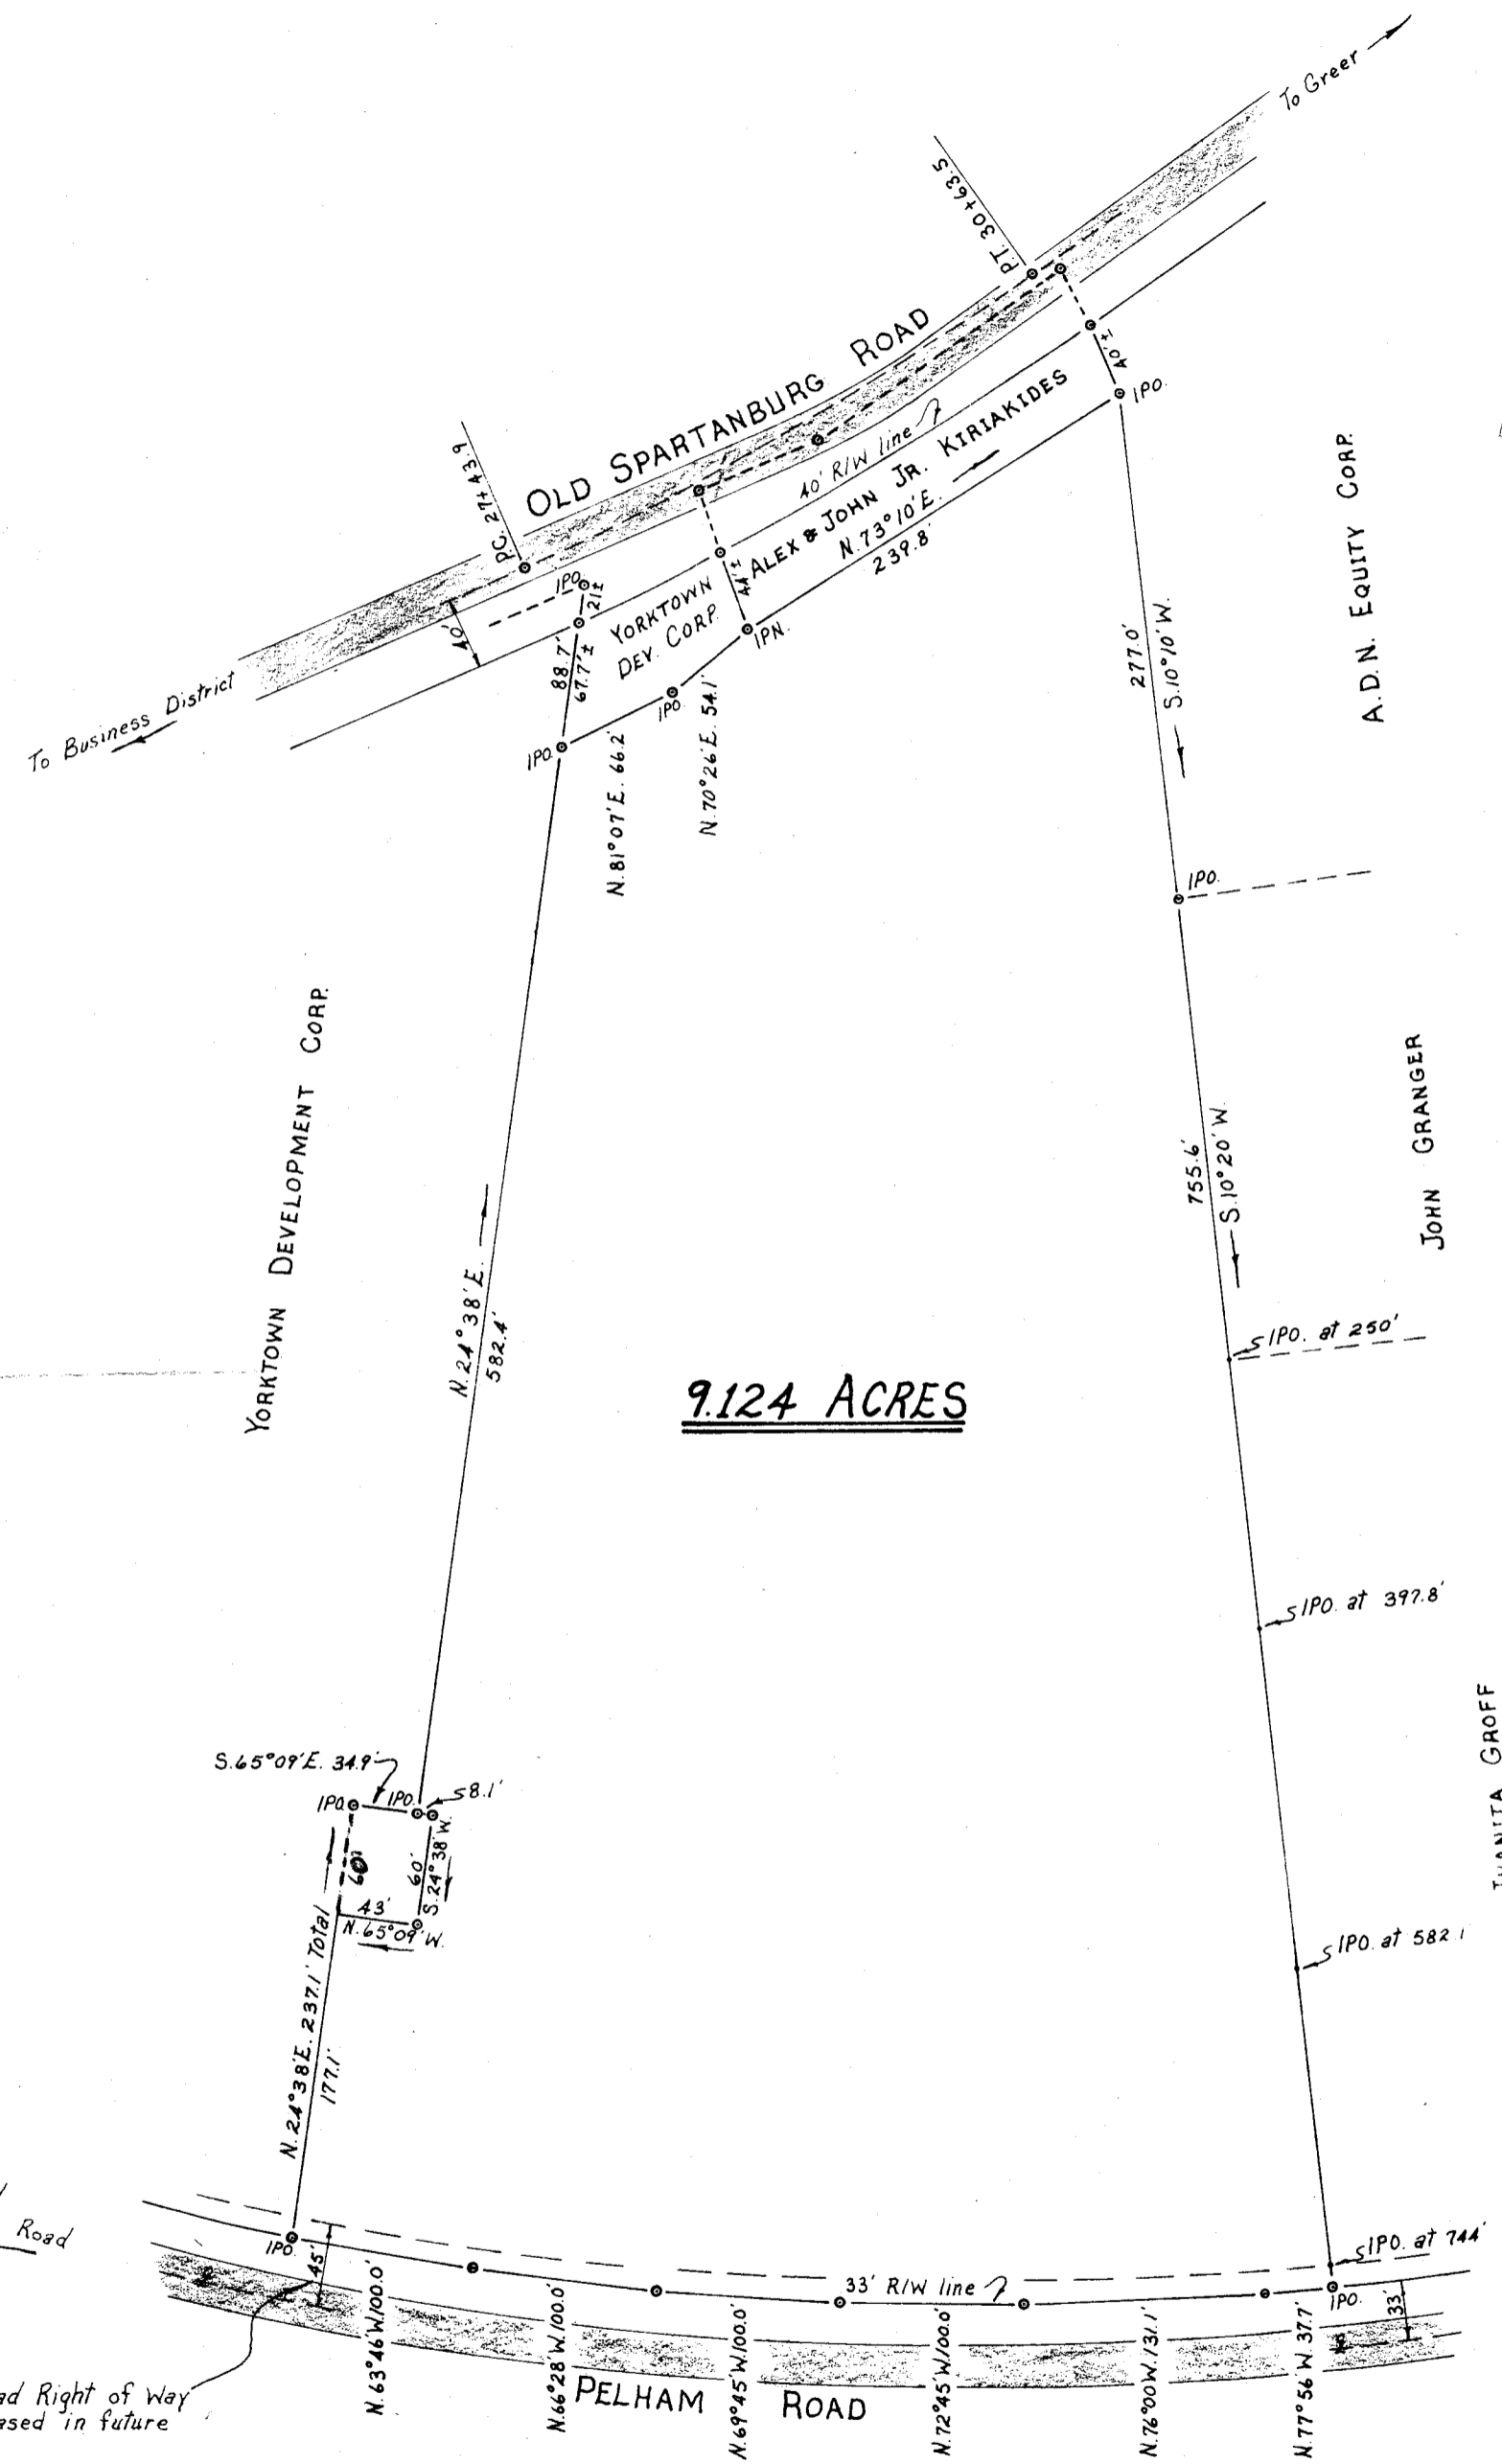 To Greer
P.T. 30+63.5
OLD SPARTANBURG ROAD
P.C. 27+43.9
40'±
IPO.
40' R/W line
ALEX & JOHN JR. KIRIAKIDES
N.73°10'E.
239.8'
IPO.
21'±
44'±
YORKTOWN
DEV. CORP.
IPN.
40'
88.7'
67.7'±
IPO.
IPO.
To Business District
N.81°07'E. 66.2'
N.70°26'E. 54.1'
277.0'
S.10°10'W.
A.D.N. EQUITY CORP.
IPO.
YORKTOWN DEVELOPMENT CORP.
755.6'
S.10°20'W.
JOHN GRANGER
N.24°38'E.
582.4'
IPO. at 250'
9.124 ACRES
IPO. at 397.8'
GROFF
S.65°09'E. 34.9'
IPO.
IPO.
8.1'
60'
60'
S.24°38'W.
43'
N.65°09'W.
IPO. at 582.1
N.24°38'E. 237.1' Total
177.1'
Road
IPO.
45'
IPO. at 744'
33' R/W line
IPO.
33'
N.63°46'W.100.0'
N.66°28'W.100.0'
N.69°45'W.100.0'
N.72°45'W.100.0'
N.76°00'W.131.1'
N.77°56'W. 37.7'
PELHAM ROAD
Right of Way
in future